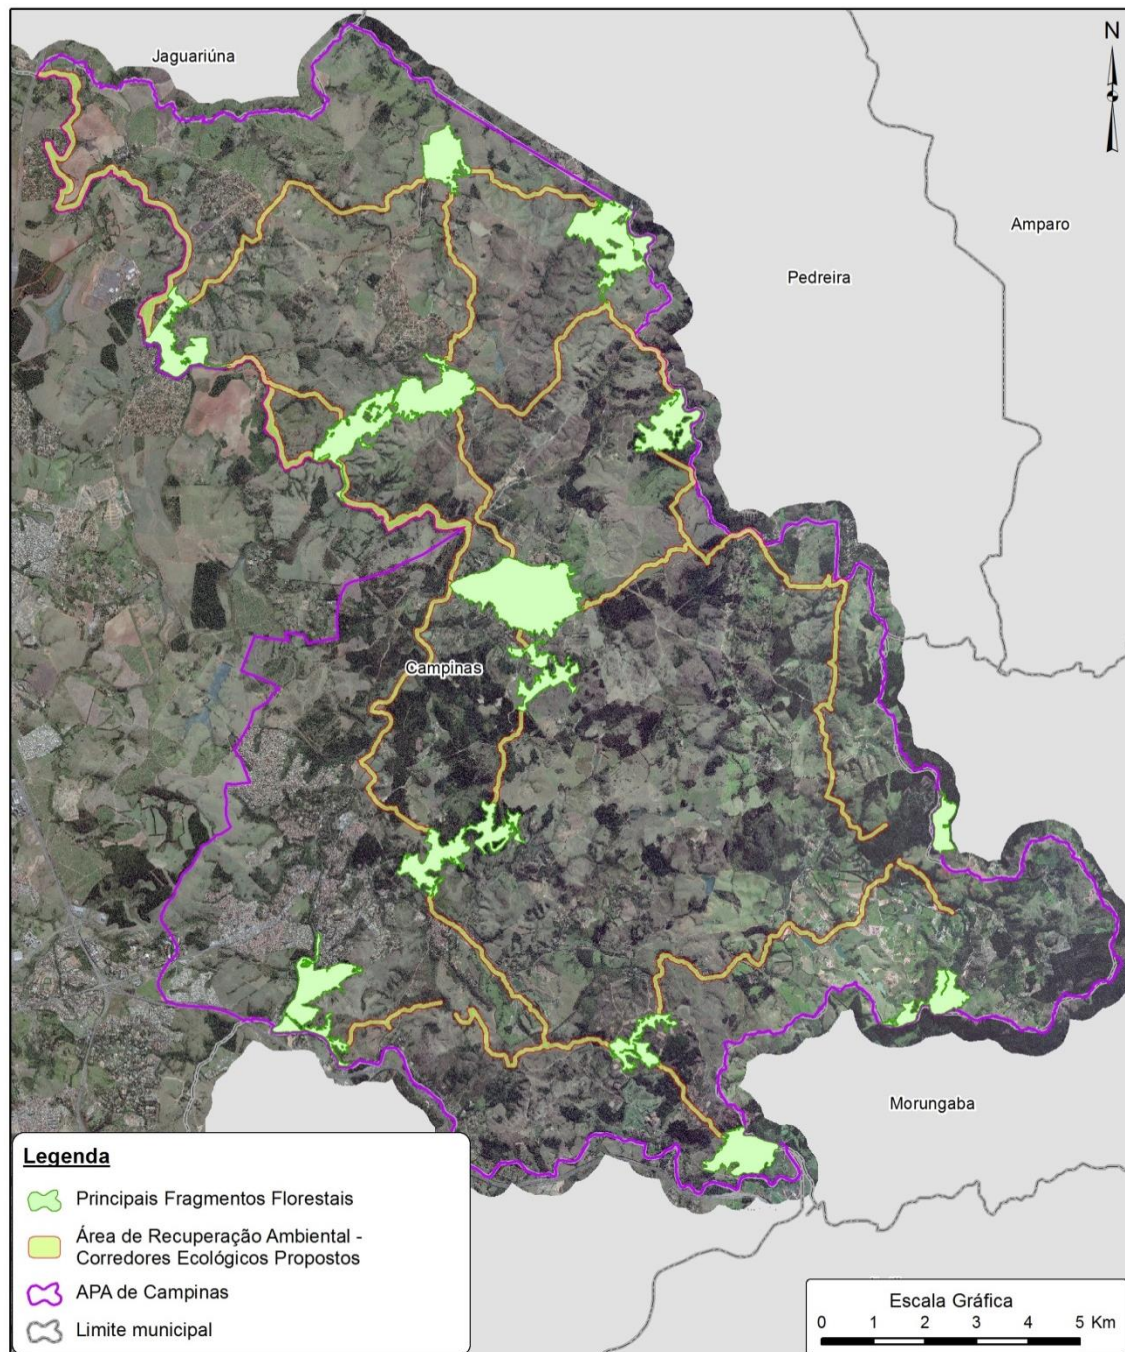 Jaguariúna
N
Amparo
Pedreira
Campinas
Morungaba
Legenda
Principais Fragmentos Florestais
Área de Recuperação Ambiental -
Corredores Ecológicos Propostos
APA de Campinas
Limite municipal
Escala Gráfica
0 1 2 3 4 5 Km